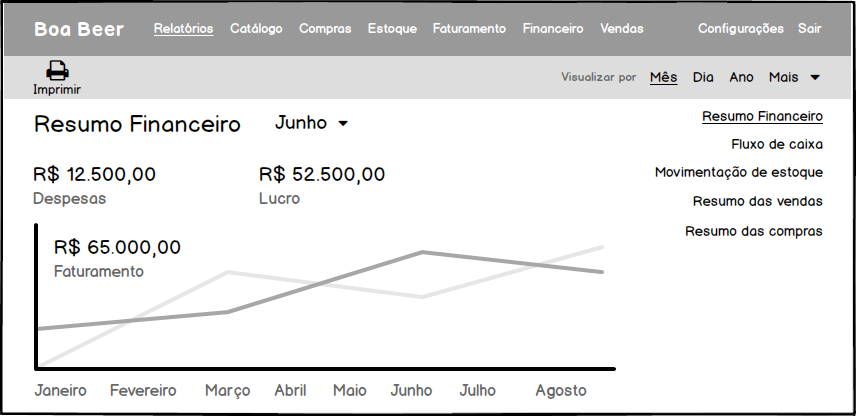 Boa Beer Relatórios Catálogo Compras Estoque Faturamento Financeiro Vendas Configurações Sair
Imprimir
Visualizar por Mês Dia Ano Mais
Resumo Financeiro Junho
Resumo Financeiro
Fluxo de caixa
Movimentação de estoque
Resumo das vendas
Resumo das compras
R$ 12.500,00 R$ 52.500,00
Despesas Lucro
R$ 65.000,00
Faturamento
Janeiro Fevereiro Março Abril Maio Junho Julho Agosto